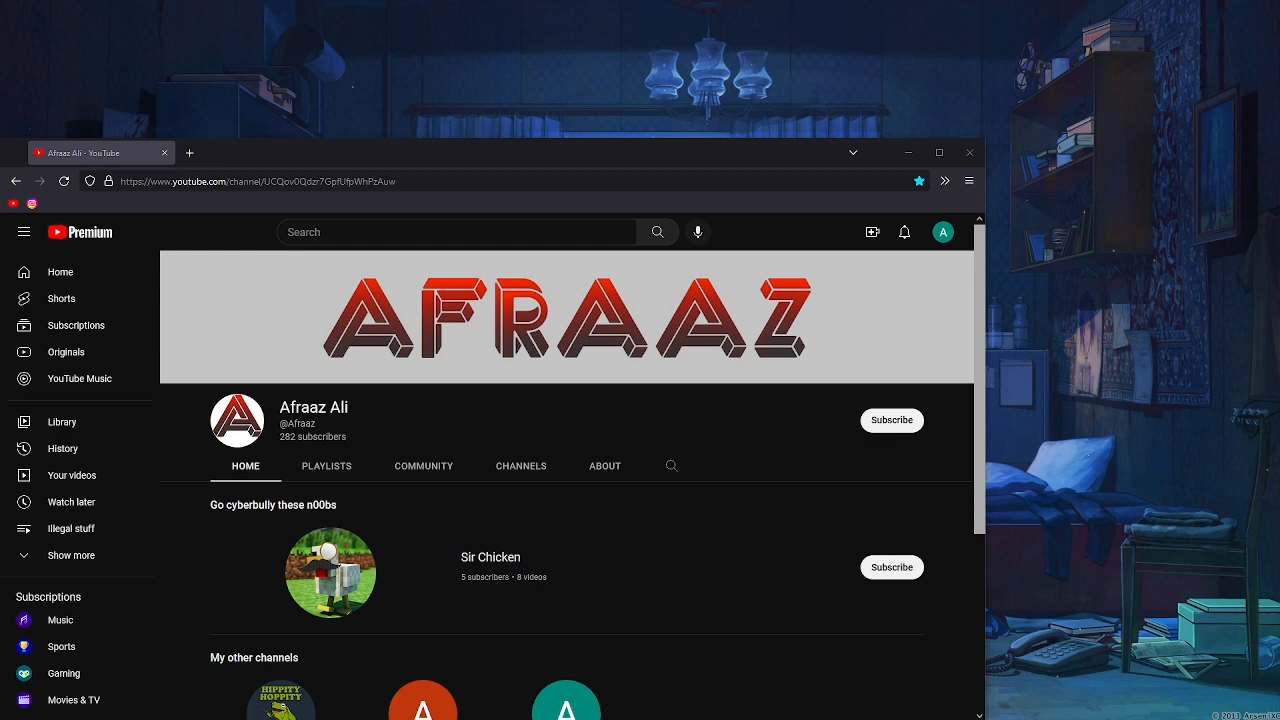 Afraaz Ali - YouTube
https://www.youtube.com/channel/UCQov0Qdzr7GpfUfpWhPzAuw
Premium
Search
A
Home
Shorts
Subscriptions
Originals
YouTube Music
Library
History
Your videos
Watch later
Illegal stuff
Show more
Subscriptions
Music
Sports
Gaming
Movies & TV
AFRAAZ
A
Afraaz Ali
@Afraaz
282 subscribers
Subscribe
HOME PLAYLISTS COMMUNITY CHANNELS ABOUT
Go cyberbully these n00bs
Sir Chicken
5 subscribers • 8 videos
Subscribe
My other channels
HIPPITY
HOPPITY
A
A
© 2013 ArseniXC